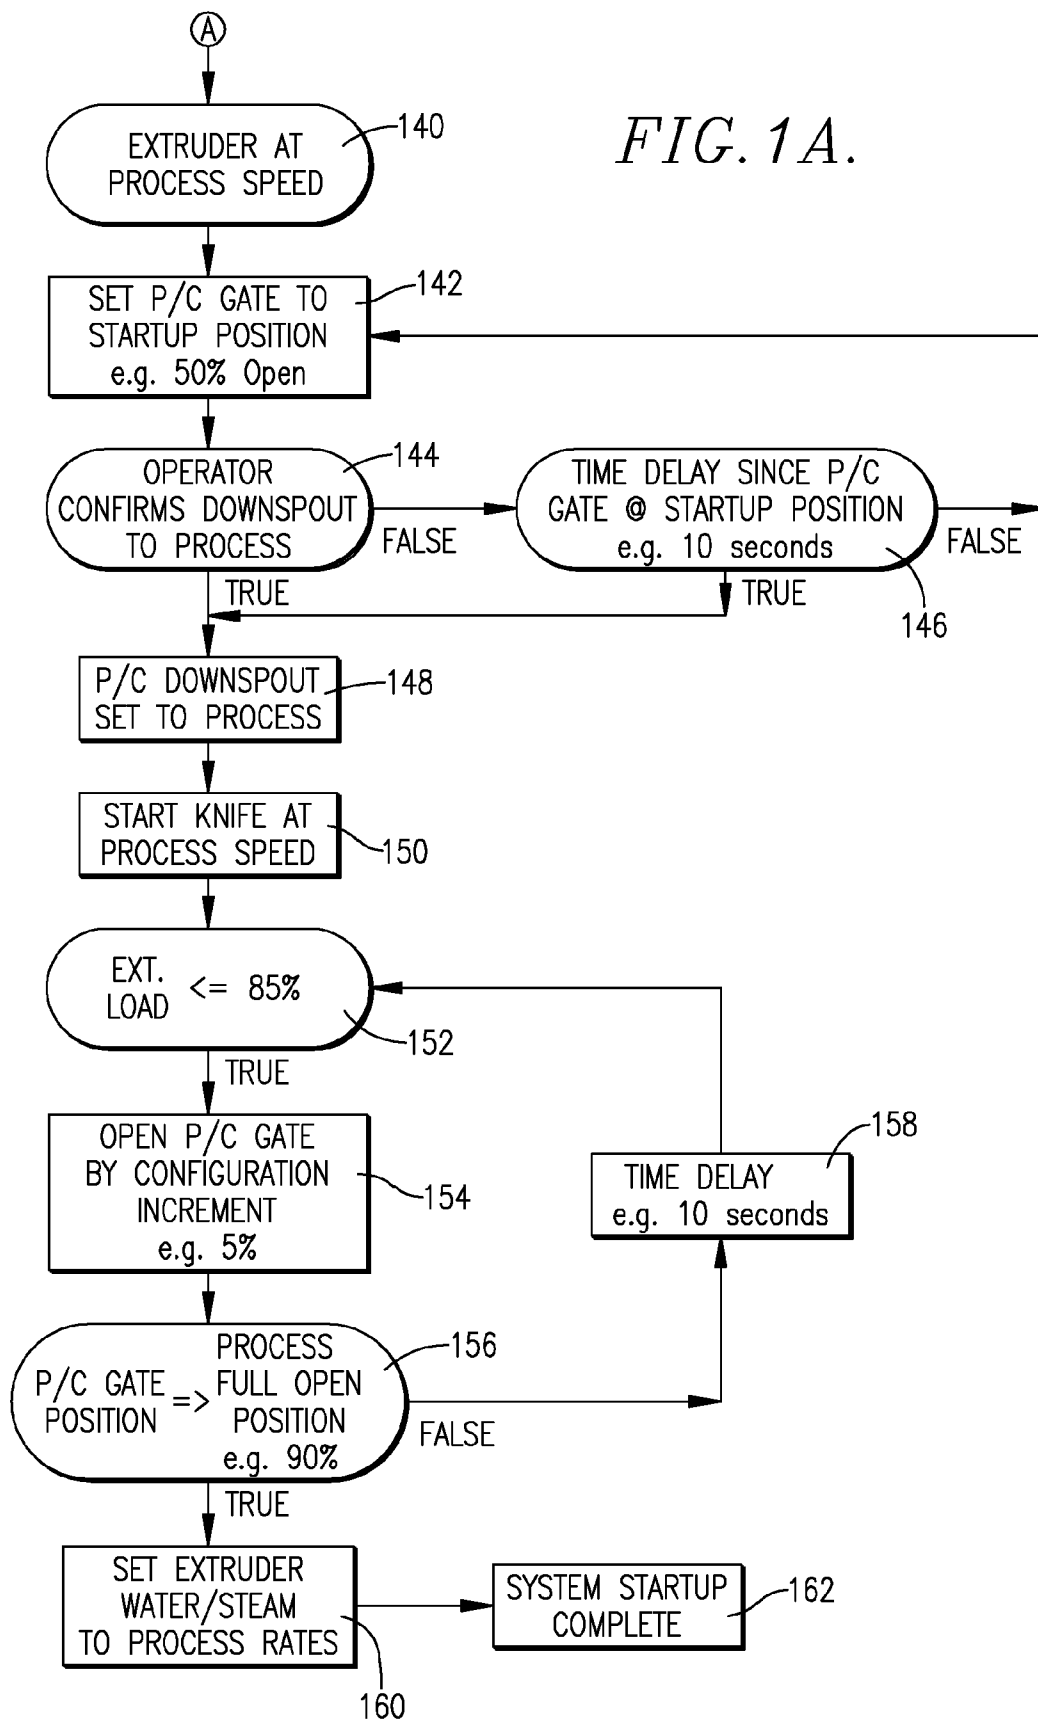 A
FIG. 1A.
EXTRUDER AT
PROCESS SPEED
140
SET P/C GATE TO
STARTUP POSITION
e.g. 50% Open
142
OPERATOR
CONFIRMS DOWNSPOUT
TO PROCESS
144
FALSE
TRUE
TIME DELAY SINCE P/C
GATE @ STARTUP POSITION
e.g. 10 seconds
FALSE
TRUE
146
P/C DOWNSPOUT
SET TO PROCESS
148
START KNIFE AT
PROCESS SPEED
150
EXT.
LOAD <= 85%
152
TRUE
OPEN P/C GATE
BY CONFIGURATION
INCREMENT
e.g. 5%
154
TIME DELAY
e.g. 10 seconds
158
P/C GATE
POSITION
=>
PROCESS
FULL OPEN
POSITION
e.g. 90%
156
FALSE
TRUE
SET EXTRUDER
WATER/STEAM
TO PROCESS RATES
160
SYSTEM STARTUP
COMPLETE
162